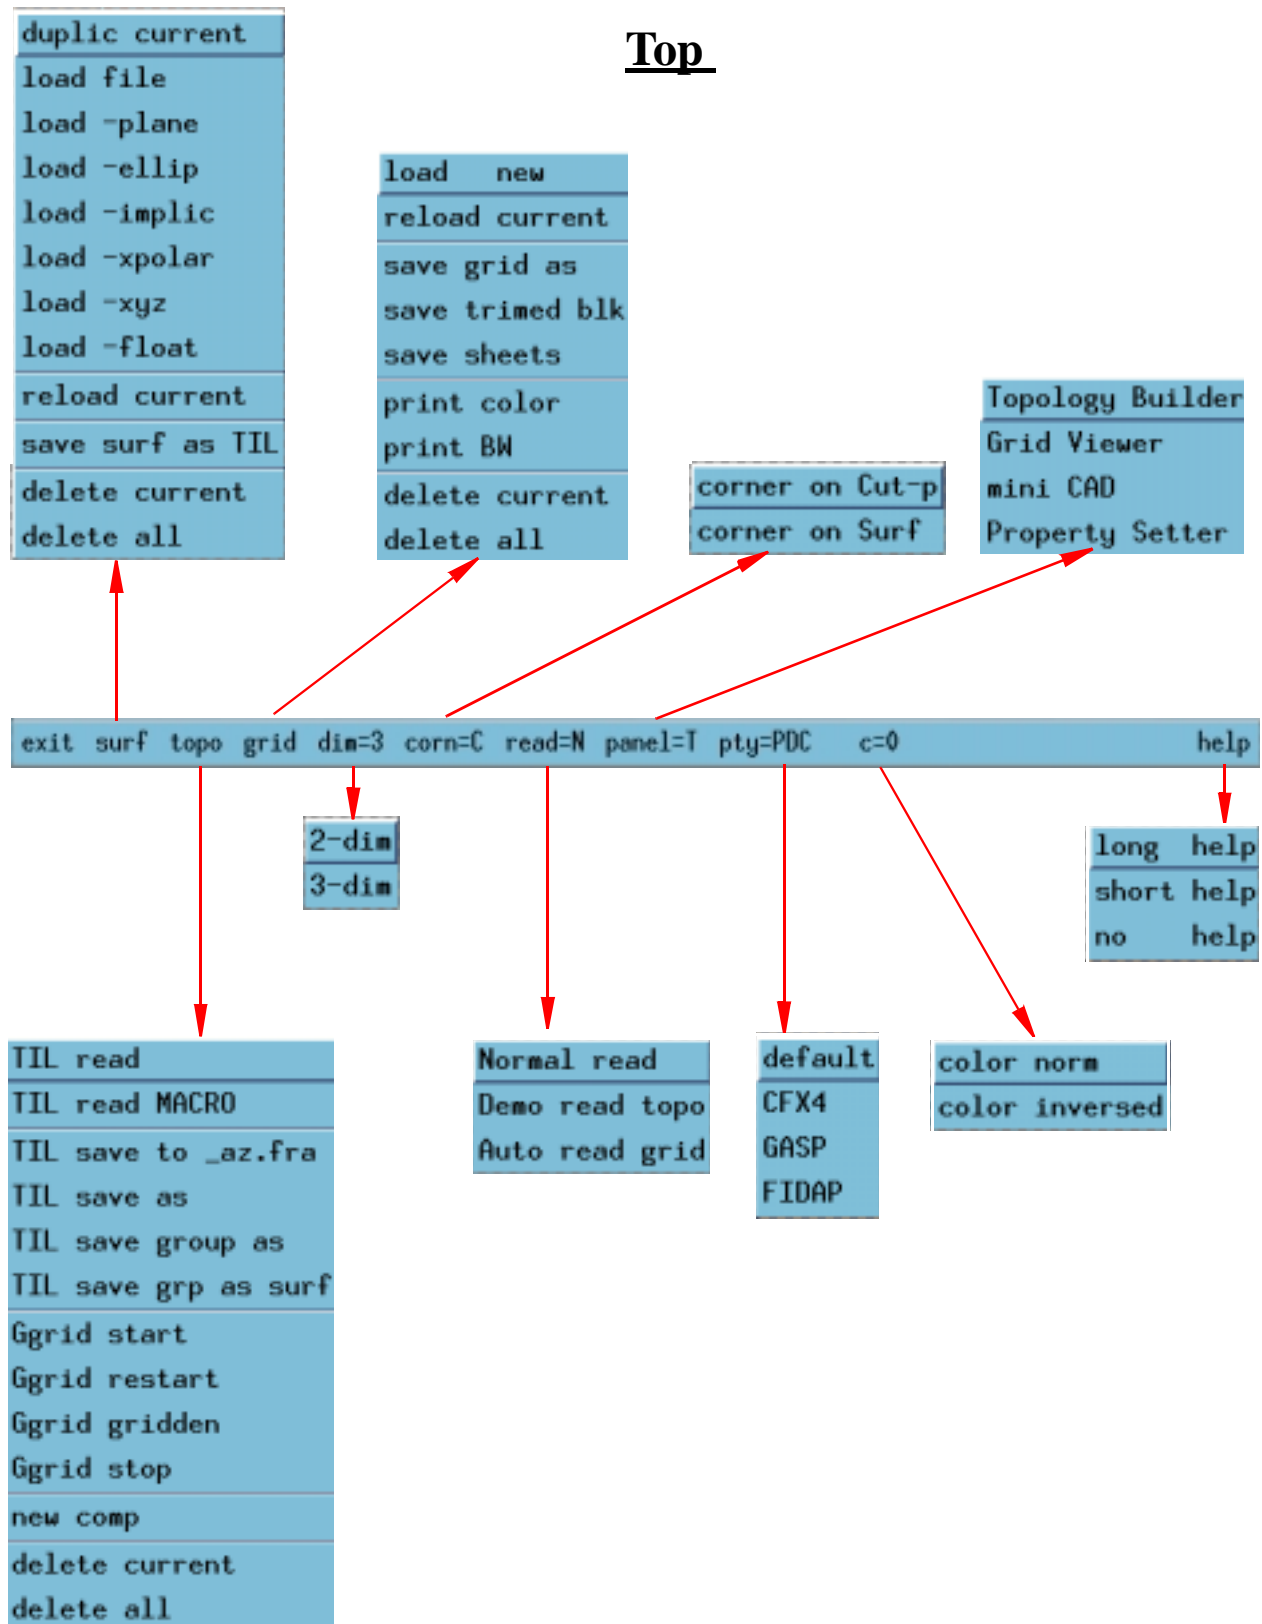 Top
duplic current
load file
load -plane
load -ellip
load -implic
load -xpolar
load -xyz
load -float
reload current
save surf as TIL
delete current
delete all
load new
reload current
save grid as
save trimed blk
save sheets
print color
print BW
delete current
delete all
corner on Cut-p
corner on Surf
Topology Builder
Grid Viewer
mini CAD
Property Setter
exit surf topo grid dim=3 corn=C read=N panel=T pty=PDC c=0 help
2-dim
3-dim
long help
short help
no help
TIL read
TIL read MACRO
TIL save to _az.fra
TIL save as
TIL save group as
TIL save grp as surf
Ggrid start
Ggrid restart
Ggrid gridden
Ggrid stop
new comp
delete current
delete all
Normal read
Demo read topo
Auto read grid
default
CFX4
GASP
FIDAP
color norm
color inversed